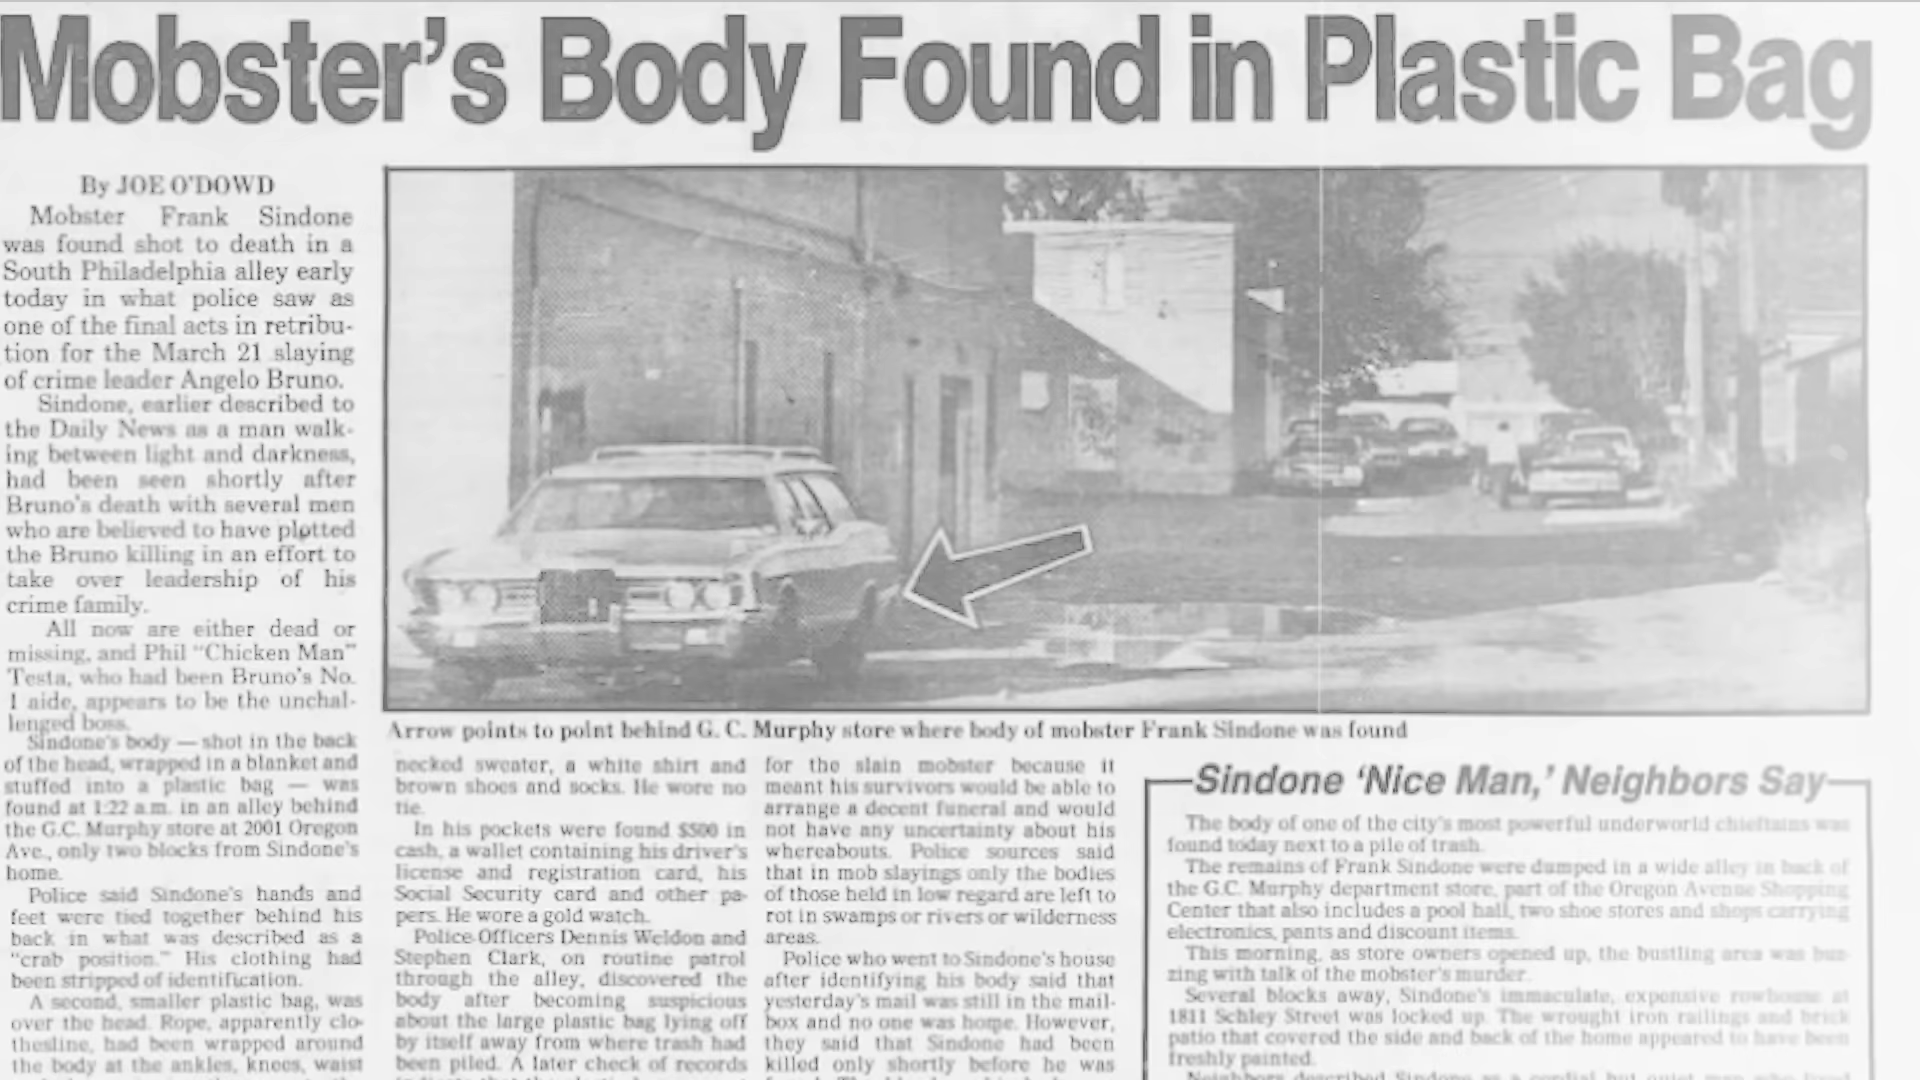 Mobster's Body Found in Plastic Bag
By JOE O'DOWD
Mobster Frank Sindone
was found shot to death in a
South Philadelphia alley early
today in what police saw as
one of the final acts in retribu-
tion for the March 21 slaying
of crime leader Angelo Bruno.
Sindone, earlier described to
the Daily News as a man walk-
ing between light and darkness,
had been seen shortly after
Bruno's death with several men
who are believed to have plotted
the Bruno killing in an effort to
take over leadership of his
crime family.
All now are either dead or
missing, and Phil "Chicken Man"
Testa, who had been Bruno's No.
1 aide, appears to be the unchal-
lenged boss.
Sindone's body — shot in the back
of the head, wrapped in a blanket and
stuffed into a plastic bag — was
found at 1:22 a.m. in an alley behind
the G.C. Murphy store at 2001 Oregon
Ave., only two blocks from Sindone's
home.
Police said Sindone's hands and
feet were tied together behind his
back in what was described as a
"crab position." His clothing had
been stripped of identification.
A second, smaller plastic bag, was
over the head. Rope, apparently clo-
thesline, had been wrapped around
the body at the ankles, knees, waist
Arrow points to point behind G. C. Murphy store where body of mobster Frank Sindone was found
necked sweater, a white shirt and
brown shoes and socks. He wore no
tie.
In his pockets were found $500 in
cash, a wallet containing his driver's
license and registration card, his
Social Security card and other pa-
pers. He wore a gold watch.
Police Officers Dennis Weldon and
Stephen Clark, on routine patrol
through the alley, discovered the
body after becoming suspicious
about the large plastic bag lying off
by itself away from where trash had
been piled. A later check of records
for the slain mobster because it
meant his survivors would be able to
arrange a decent funeral and would
not have any uncertainty about his
whereabouts. Police sources said
that in mob slayings only the bodies
of those held in low regard are left to
rot in swamps or rivers or wilderness
areas.
Police who went to Sindone's house
after identifying his body said that
yesterday's mail was still in the mail-
box and no one was home. However,
they said that Sindone had been
killed only shortly before he was
Sindone 'Nice Man,' Neighbors Say
The body of one of the city's most powerful underworld chieftains was
found today next to a pile of trash.
The remains of Frank Sindone were dumped in a wide alley in back of
the G.C. Murphy department store, part of the Oregon Avenue Shopping
Center that also includes a pool hall, two shoe stores and shops carrying
electronics, pants and discount items.
This morning, as store owners opened up, the bustling area was buz-
zing with talk of the mobster's murder.
Several blocks away, Sindone's immaculate, expensive rowhouse at
1811 Schley Street was locked up. The wrought iron railings and brick
patio that covered the side and back of the home appeared to have been
freshly painted.